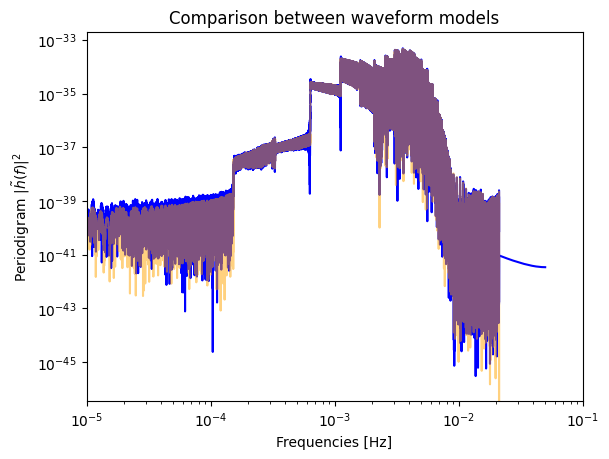 Comparison between waveform models
Periodigram |h̃(f)|²
10⁻³³
10⁻³⁵
10⁻³⁷
10⁻³⁹
10⁻⁴¹
10⁻⁴³
10⁻⁴⁵
10⁻⁵ 10⁻⁴ 10⁻³ 10⁻² 10⁻¹
Frequencies [Hz]